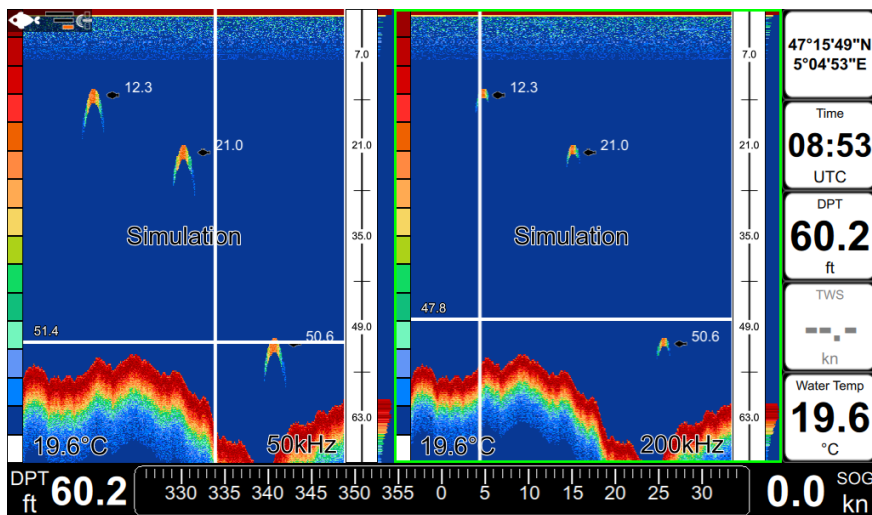 12.3
21.0
Simulation
51.4
50.6
19.6°C
50kHz
7.0
21.0
35.0
49.0
63.0
12.3
21.0
Simulation
47.8
50.6
19.6°C
200kHz
7.0
21.0
35.0
49.0
63.0
47°15'49"N
5°04'53"E
Time
08:53
UTC
DPT
60.2
ft
TWS
--.-
kn
Water Temp
19.6
°C
DPT
ft
60.2
330 335 340 345 350 355 0 5 10 15 20 25 30
0.0
SOG
kn